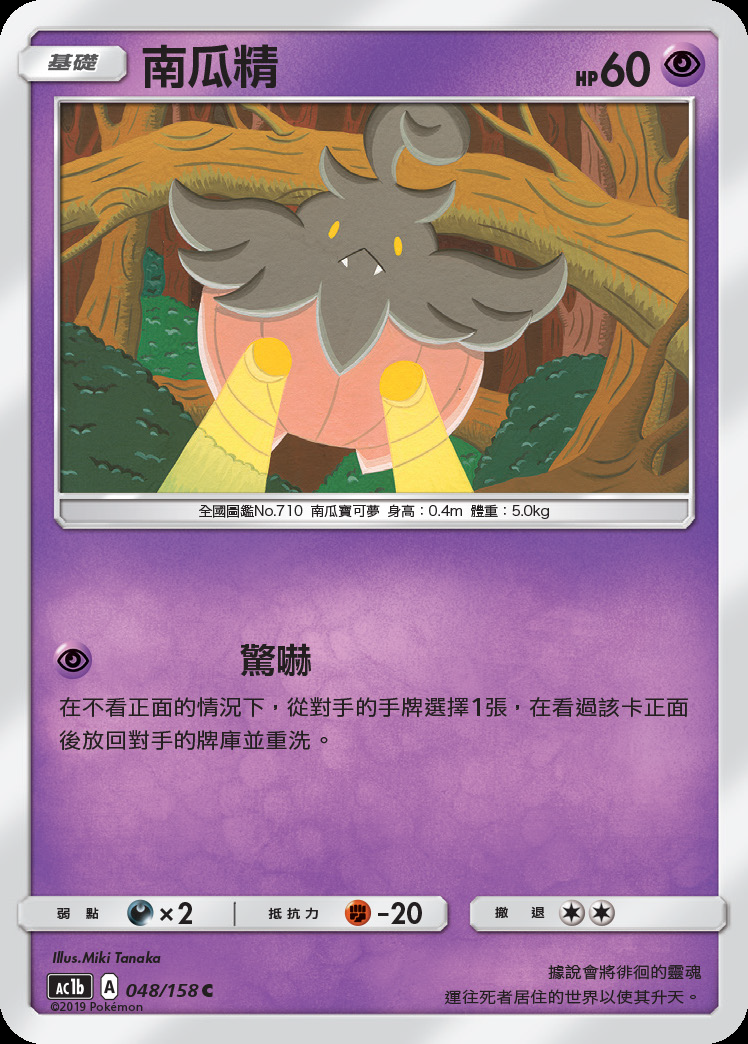 基礎 南瓜精 HP60
全國圖鑑No.710 南瓜寶可夢 身高：0.4m 體重：5.0kg
驚嚇
在不看正面的情況下，從對手的手牌選擇1張，在看過該卡正面
後放回對手的牌庫並重洗。
弱點 ×2 抵抗力 -20 撤退
Illus.Miki Tanaka
據說會將徘徊的靈魂
運往死者居住的世界以使其升天。
AC1b A 048/158 C
©2019 Pokémon